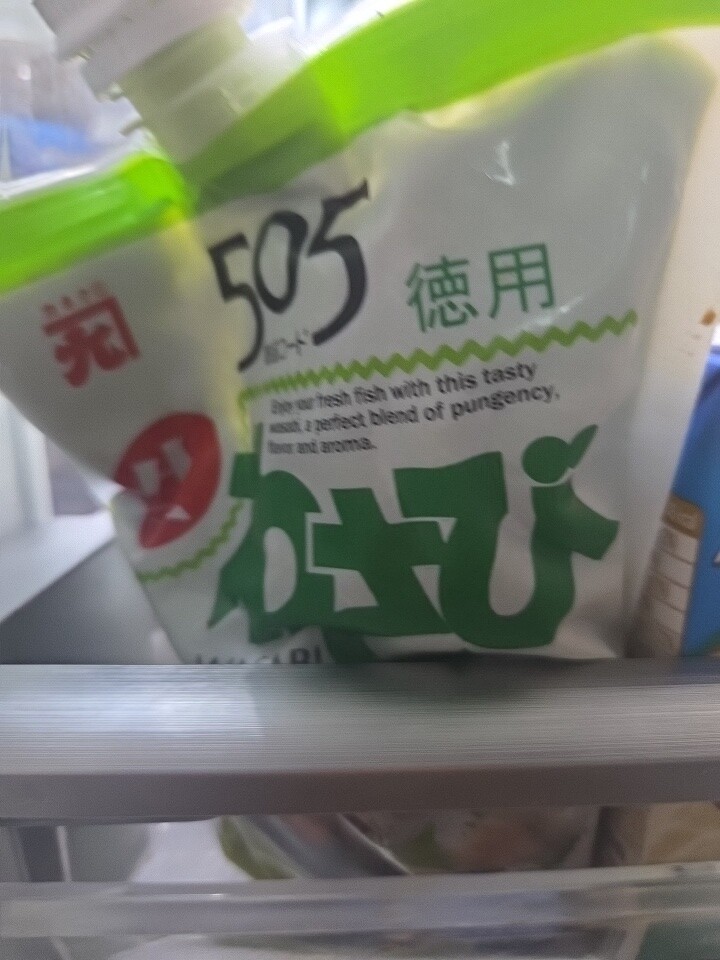 505
徳用
Enjoy your fresh fish with this tasty
wasabi, a perfect blend of pungency,
flavor and aroma.
わさび
WASABI